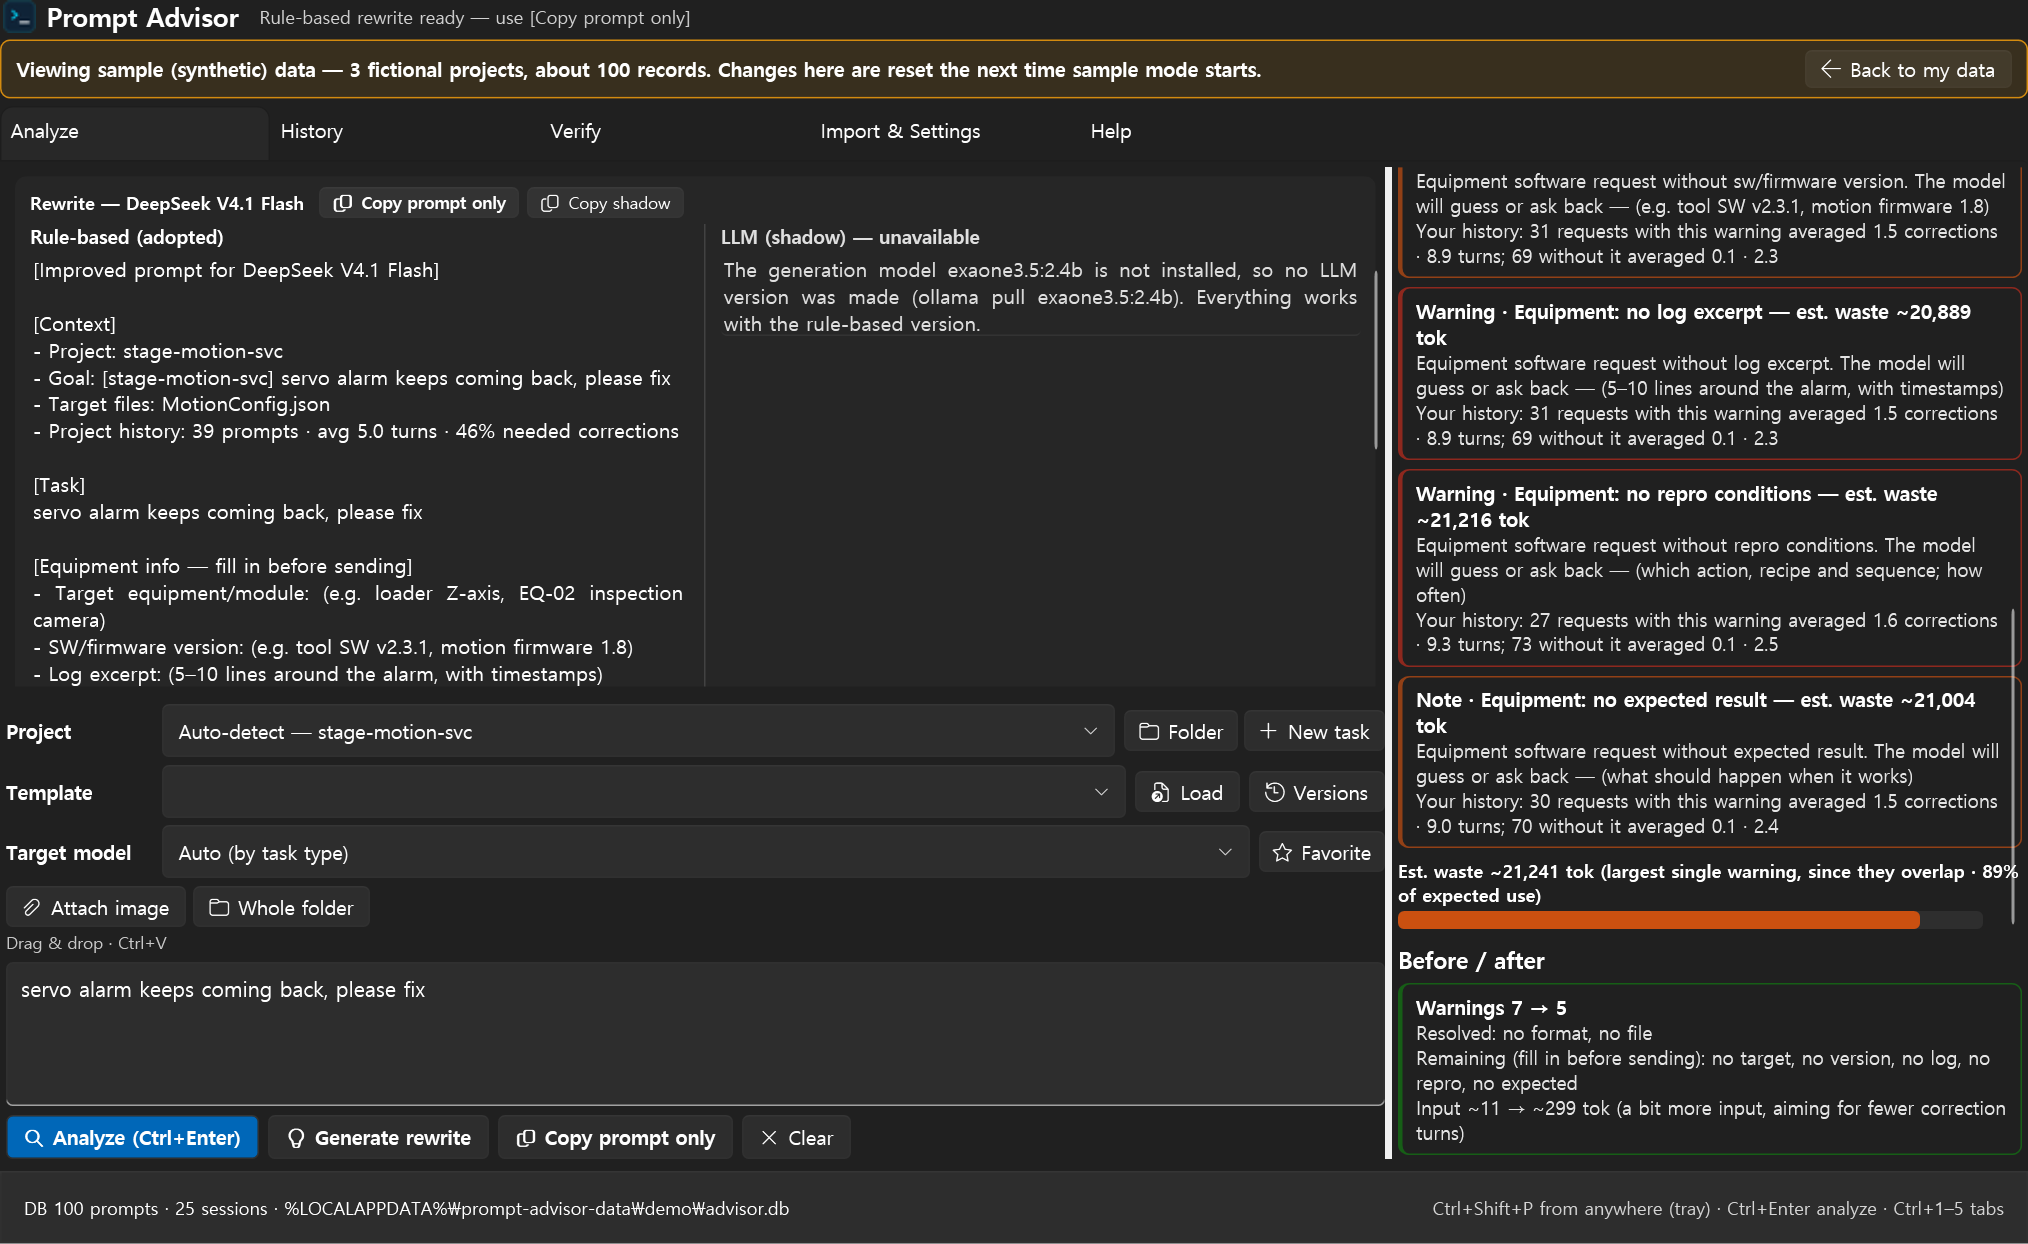 Prompt Advisor Rule-based rewrite ready — use [Copy prompt only]
Viewing sample (synthetic) data — 3 fictional projects, about 100 records. Changes here are reset the next time sample mode starts.
Back to my data
Analyze
History
Verify
Import & Settings
Help
Rewrite — DeepSeek V4.1 Flash
Copy prompt only
Copy shadow
Rule-based (adopted)
[Improved prompt for DeepSeek V4.1 Flash]
[Context]
- Project: stage-motion-svc
- Goal: [stage-motion-svc] servo alarm keeps coming back, please fix
- Target files: MotionConfig.json
- Project history: 39 prompts · avg 5.0 turns · 46% needed corrections
[Task]
servo alarm keeps coming back, please fix
[Equipment info — fill in before sending]
- Target equipment/module: (e.g. loader Z-axis, EQ-02 inspection
camera)
- SW/firmware version: (e.g. tool SW v2.3.1, motion firmware 1.8)
- Log excerpt: (5–10 lines around the alarm, with timestamps)
LLM (shadow) — unavailable
The generation model exaone3.5:2.4b is not installed, so no LLM
version was made (ollama pull exaone3.5:2.4b). Everything works
with the rule-based version.
Project
Auto-detect — stage-motion-svc
Folder
New task
Template
Load
Versions
Target model
Auto (by task type)
Favorite
Attach image
Whole folder
Drag & drop · Ctrl+V
servo alarm keeps coming back, please fix
Analyze (Ctrl+Enter)
Generate rewrite
Copy prompt only
Clear
Equipment software request without sw/firmware version. The model
will guess or ask back — (e.g. tool SW v2.3.1, motion firmware 1.8)
Your history: 31 requests with this warning averaged 1.5 corrections
· 8.9 turns; 69 without it averaged 0.1 · 2.3
Warning · Equipment: no log excerpt — est. waste ~20,889
tok
Equipment software request without log excerpt. The model will
guess or ask back — (5–10 lines around the alarm, with timestamps)
Your history: 31 requests with this warning averaged 1.5 corrections
· 8.9 turns; 69 without it averaged 0.1 · 2.3
Warning · Equipment: no repro conditions — est. waste
~21,216 tok
Equipment software request without repro conditions. The model
will guess or ask back — (which action, recipe and sequence; how
often)
Your history: 27 requests with this warning averaged 1.6 corrections
· 9.3 turns; 73 without it averaged 0.1 · 2.5
Note · Equipment: no expected result — est. waste ~21,004
tok
Equipment software request without expected result. The model will
guess or ask back — (what should happen when it works)
Your history: 30 requests with this warning averaged 1.5 corrections
· 9.0 turns; 70 without it averaged 0.1 · 2.4
Est. waste ~21,241 tok (largest single warning, since they overlap · 89%
of expected use)
Before / after
Warnings 7 → 5
Resolved: no format, no file
Remaining (fill in before sending): no target, no version, no log, no
repro, no expected
Input ~11 → ~299 tok (a bit more input, aiming for fewer correction
turns)
DB 100 prompts · 25 sessions · %LOCALAPPDATA%₩prompt-advisor-data₩demo₩advisor.db
Ctrl+Shift+P from anywhere (tray) · Ctrl+Enter analyze · Ctrl+1–5 tabs